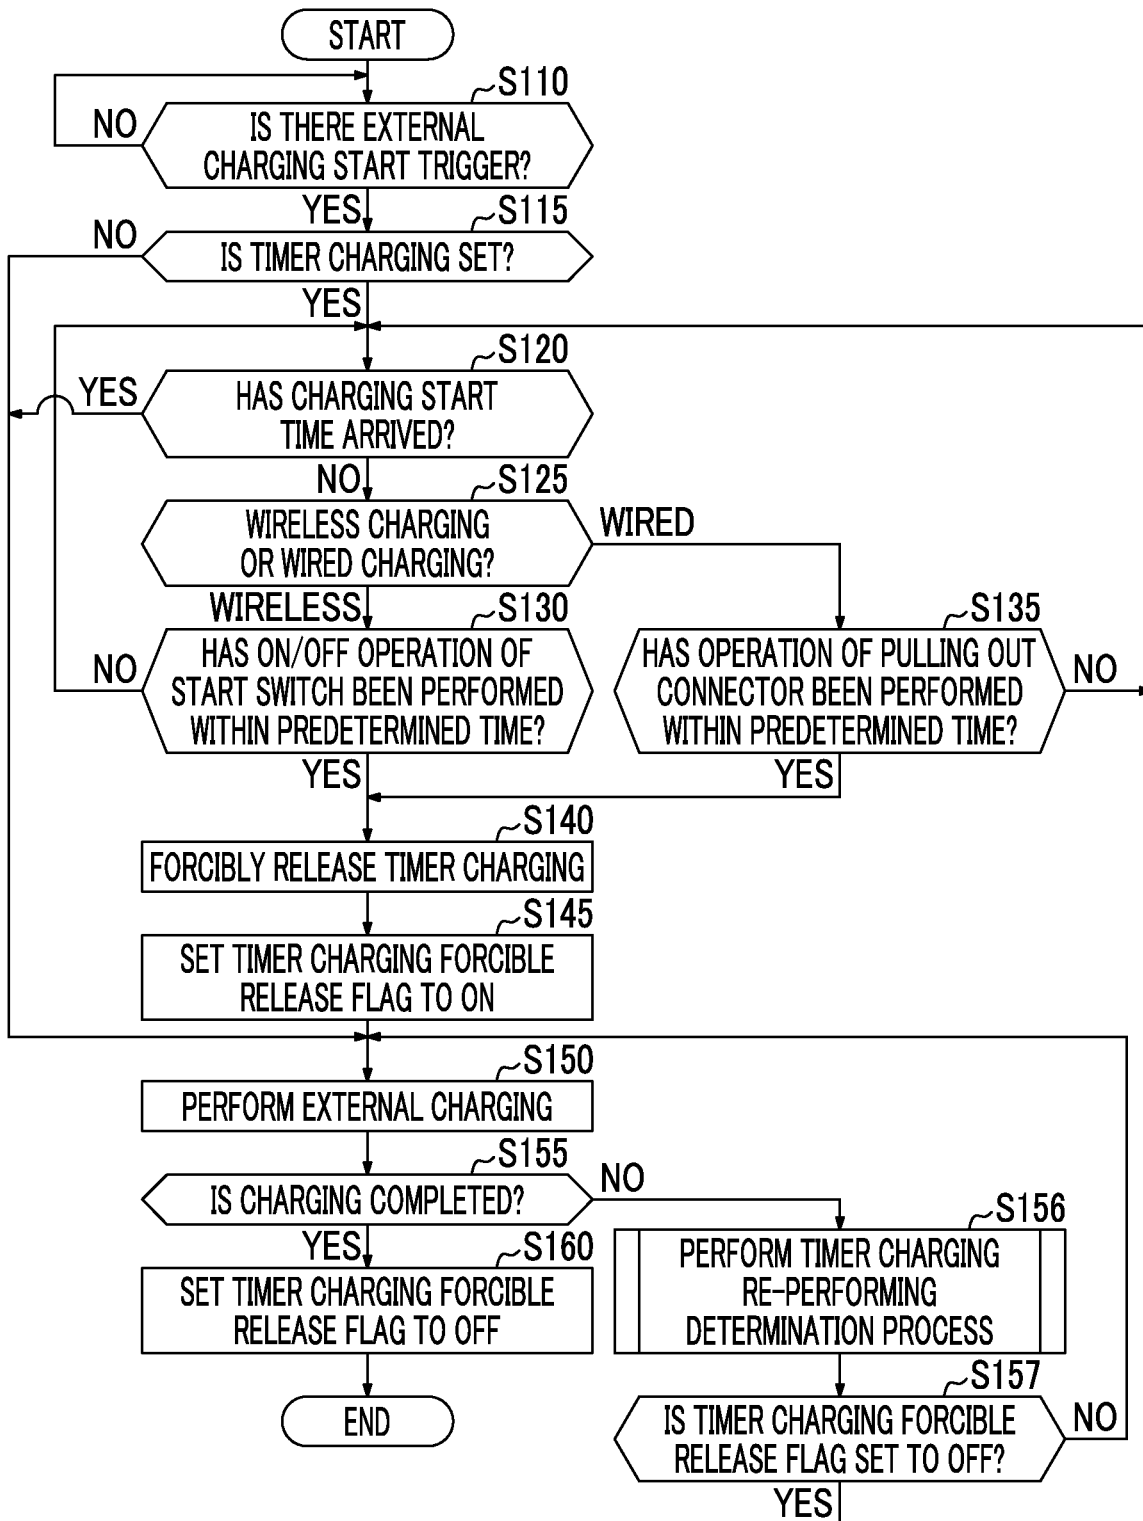 START
S110
NO
IS THERE EXTERNAL
CHARGING START TRIGGER?
YES
S115
NO
IS TIMER CHARGING SET?
YES
S120
YES
HAS CHARGING START
TIME ARRIVED?
NO
S125
WIRELESS CHARGING
OR WIRED CHARGING?
WIRED
WIRELESS
S130
S135
NO
HAS ON/OFF OPERATION OF
START SWITCH BEEN PERFORMED
WITHIN PREDETERMINED TIME?
HAS OPERATION OF PULLING OUT
CONNECTOR BEEN PERFORMED
WITHIN PREDETERMINED TIME?
NO
YES
YES
S140
FORCIBLY RELEASE TIMER CHARGING
S145
SET TIMER CHARGING FORCIBLE
RELEASE FLAG TO ON
S150
PERFORM EXTERNAL CHARGING
S155
IS CHARGING COMPLETED?
NO
YES
S160
S156
SET TIMER CHARGING FORCIBLE
RELEASE FLAG TO OFF
PERFORM TIMER CHARGING
RE-PERFORMING
DETERMINATION PROCESS
END
S157
IS TIMER CHARGING FORCIBLE
RELEASE FLAG SET TO OFF?
NO
YES